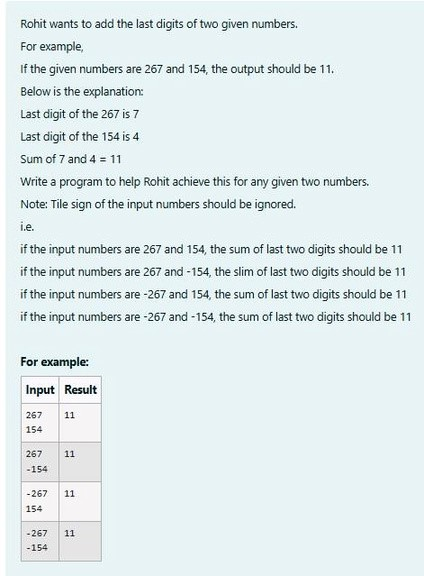 Rohit wants to add the last digits of two given numbers.
For example,
If the given numbers are 267 and 154, the output should be 11.
Below is the explanation:
Last digit of the 267 is 7
Last digit of the 154 is 4
Sum of 7 and 4 = 11
Write a program to help Rohit achieve this for any given two numbers.
Note: Tile sign of the input numbers should be ignored.
i.e.
if the input numbers are 267 and 154, the sum of last two digits should be 11
if the input numbers are 267 and -154, the slim of last two digits should be 11
if the input numbers are -267 and 154, the sum of last two digits should be 11
if the input numbers are -267 and -154, the sum of last two digits should be 11
For example:
Input Result
267 11
154
267 11
-154
-267 11
154
-267 11
-154